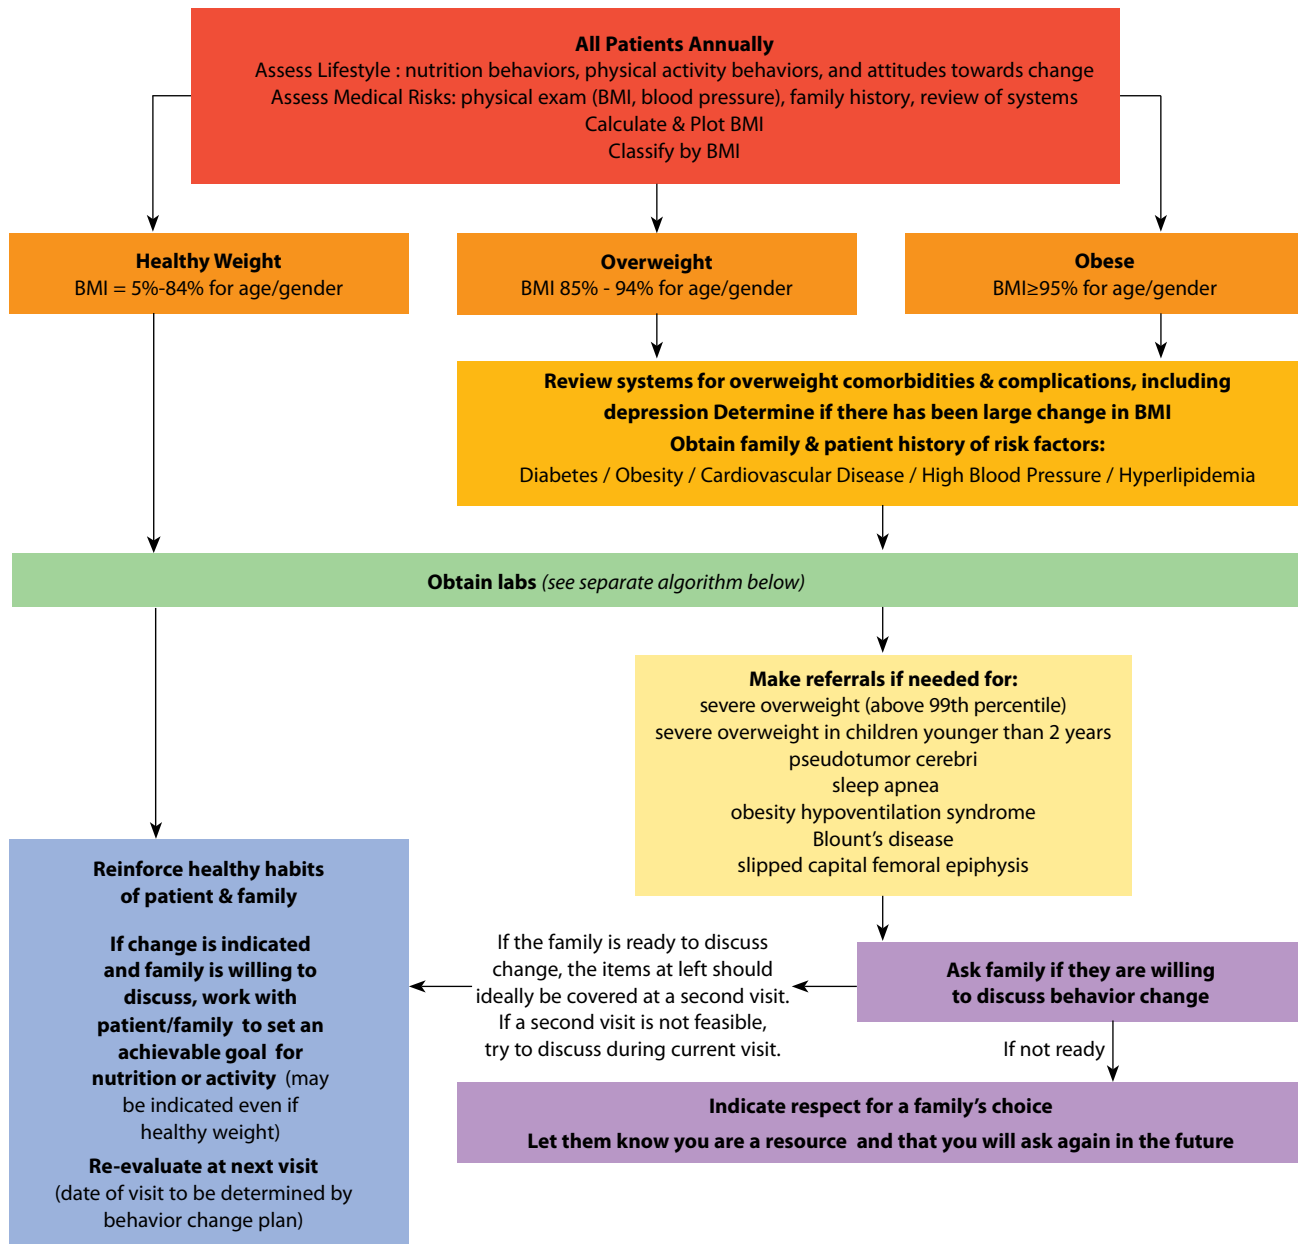 All Patients Annually
Assess Lifestyle : nutrition behaviors, physical activity behaviors, and attitudes towards change
Assess Medical Risks: physical exam (BMI, blood pressure), family history, review of systems
Calculate & Plot BMI
Classify by BMI
Healthy Weight
BMI = 5%-84% for age/gender
Overweight
BMI 85% - 94% for age/gender
Obese
BMI≥95% for age/gender
Review systems for overweight comorbidities & complications, including
depression Determine if there has been large change in BMI
Obtain family & patient history of risk factors:
Diabetes / Obesity / Cardiovascular Disease / High Blood Pressure / Hyperlipidemia
Obtain labs (see separate algorithm below)
Make referrals if needed for:
severe overweight (above 99th percentile)
severe overweight in children younger than 2 years
pseudotumor cerebri
sleep apnea
obesity hypoventilation syndrome
Blount’s disease
slipped capital femoral epiphysis
Ask family if they are willing
to discuss behavior change
If the family is ready to discuss
change, the items at left should
ideally be covered at a second visit.
If a second visit is not feasible,
try to discuss during current visit.
If not ready
Indicate respect for a family’s choice
Let them know you are a resource and that you will ask again in the future
Reinforce healthy habits
of patient & family
If change is indicated
and family is willing to
discuss, work with
patient/family to set an
achievable goal for
nutrition or activity (may
be indicated even if
healthy weight)
Re-evaluate at next visit
(date of visit to be determined by
behavior change plan)